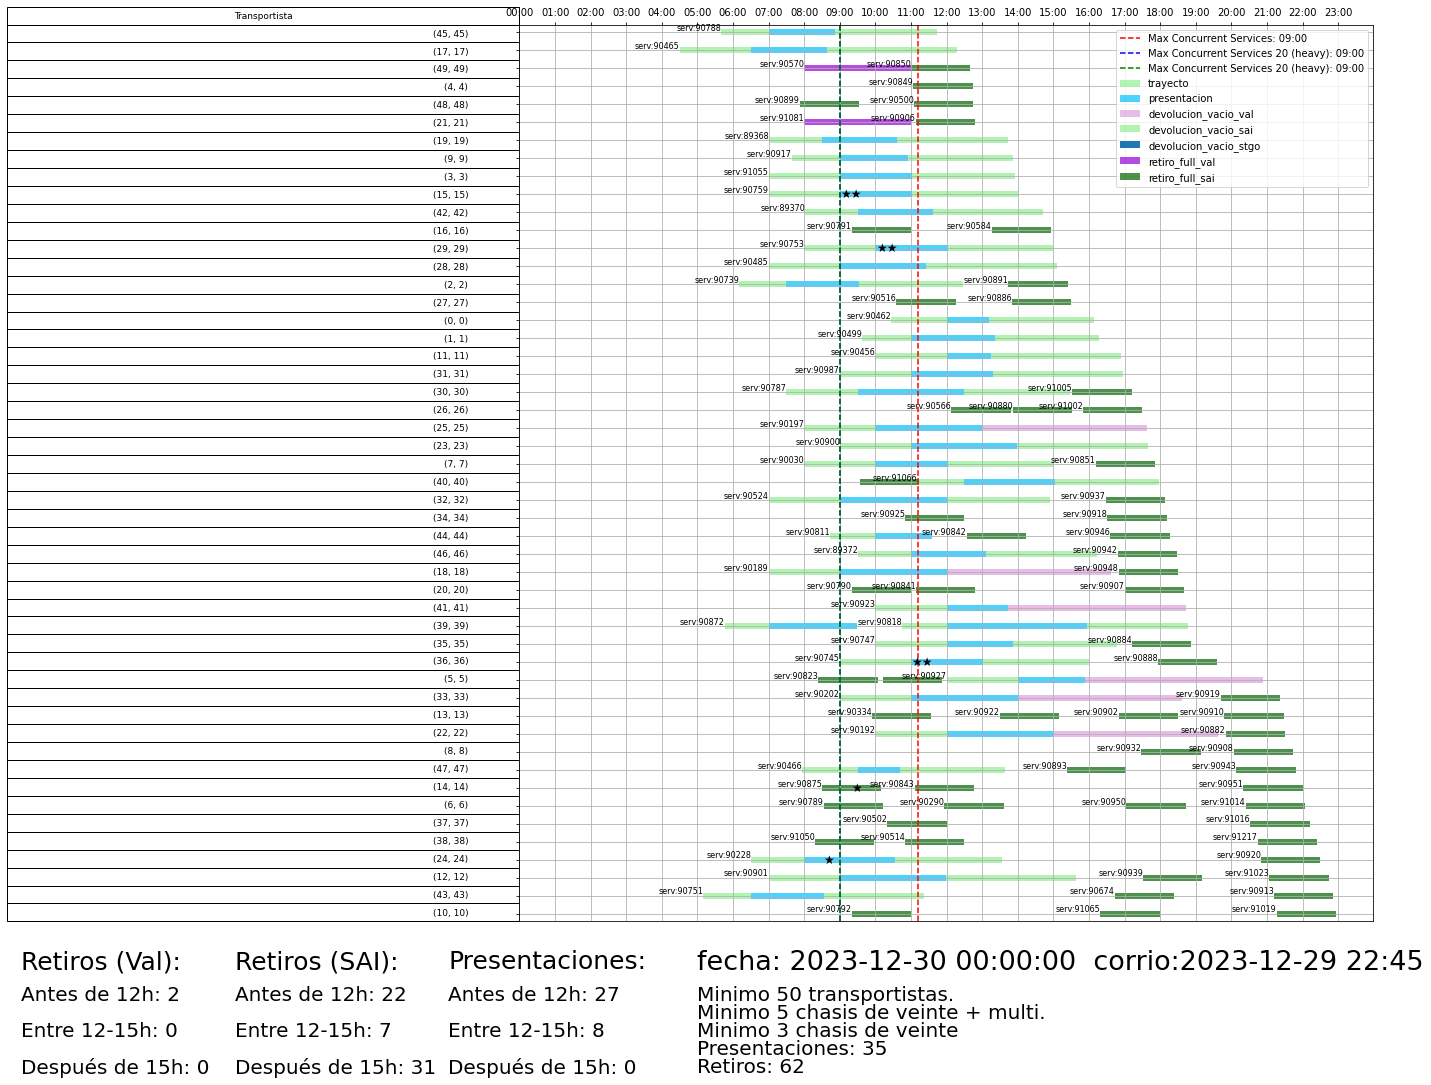 Transportista
00:00 01:00 02:00 03:00 04:00 05:00 06:00 07:00 08:00 09:00 10:00 11:00 12:00 13:00 14:00 15:00 16:00 17:00 18:00 19:00 20:00 21:00 22:00 23:00
Max Concurrent Services: 09:00
Max Concurrent Services 20 (heavy): 09:00
Max Concurrent Services 20 (heavy): 09:00
trayecto
presentacion
devolucion_vacio_val
devolucion_vacio_sai
devolucion_vacio_stgo
retiro_full_val
retiro_full_sai
(45, 45) serv:90788
(17, 17) serv:90465
(49, 49) serv:90570 serv:90850
(4, 4) serv:90849
(48, 48) serv:90899 serv:90500
(21, 21) serv:91081 serv:90906
(19, 19) serv:89368
(9, 9) serv:90917
(3, 3) serv:91055
(15, 15) serv:90759
(42, 42) serv:89370
(16, 16) serv:90791 serv:90584
(29, 29) serv:90753
(28, 28) serv:90485
(2, 2) serv:90739 serv:90891
(27, 27) serv:90516 serv:90886
(0, 0) serv:90462
(1, 1) serv:90499
(11, 11) serv:90456
(31, 31) serv:90987
(30, 30) serv:90787 serv:91005
(26, 26) serv:90566 serv:90880 serv:91002
(25, 25) serv:90197
(23, 23) serv:90900
(7, 7) serv:90030 serv:90851
(40, 40) serv:91066
(32, 32) serv:90524 serv:90937
(34, 34) serv:90925 serv:90918
(44, 44) serv:90811 serv:90842 serv:90946
(46, 46) serv:89372 serv:90942
(18, 18) serv:90189 serv:90948
(20, 20) serv:90790 serv:90841 serv:90907
(41, 41) serv:90923
(39, 39) serv:90872 serv:90818
(35, 35) serv:90747 serv:90884
(36, 36) serv:90745 serv:90888
(5, 5) serv:90823 serv:90927
(33, 33) serv:90202 serv:90919
(13, 13) serv:90334 serv:90922 serv:90902 serv:90910
(22, 22) serv:90192 serv:90882
(8, 8) serv:90932 serv:90908
(47, 47) serv:90466 serv:90893 serv:90943
(14, 14) serv:90875 serv:90843 serv:90951
(6, 6) serv:90789 serv:90290 serv:90950 serv:91014
(37, 37) serv:90502 serv:91016
(38, 38) serv:91050 serv:90514 serv:91217
(24, 24) serv:90228 serv:90920
(12, 12) serv:90901 serv:90939 serv:91023
(43, 43) serv:90751 serv:90674 serv:90913
(10, 10) serv:90792 serv:91065 serv:91019
Retiros (Val):
Antes de 12h: 2
Entre 12-15h: 0
Después de 15h: 0
Retiros (SAI):
Antes de 12h: 22
Entre 12-15h: 7
Después de 15h: 31
Presentaciones:
Antes de 12h: 27
Entre 12-15h: 8
Después de 15h: 0
fecha: 2023-12-30 00:00:00 corrio:2023-12-29 22:45
Minimo 50 transportistas.
Minimo 5 chasis de veinte + multi.
Minimo 3 chasis de veinte
Presentaciones: 35
Retiros: 62